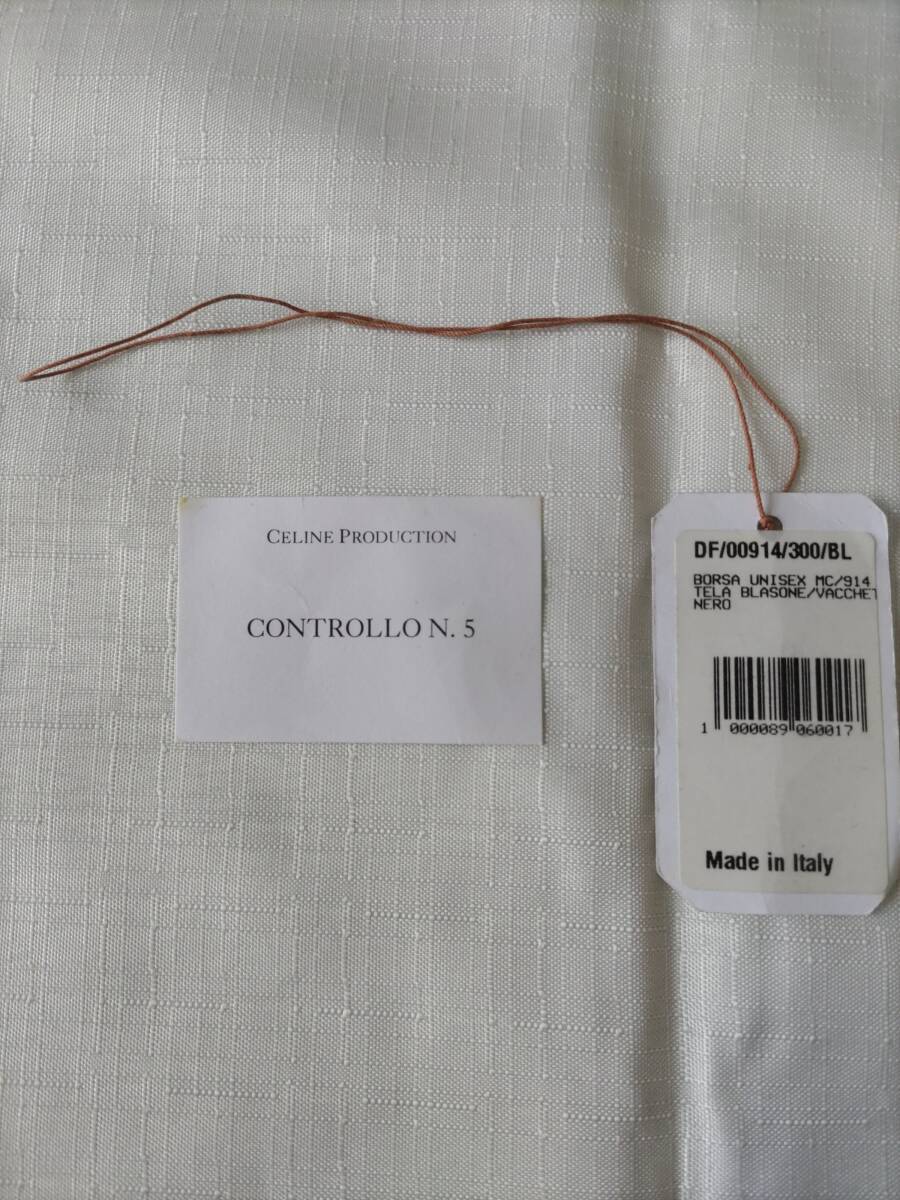 CELINE PRODUCTION
CONTROLLO N. 5
DF/00914/300/BL
BORSA UNISEX MC/914
TELA BLASONE/VACCHET
NERO
1 000089 060017
Made in Italy